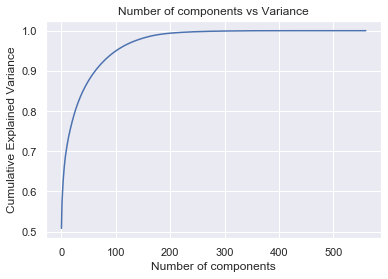 Number of components vs Variance
Cumulative Explained Variance
1.0
0.9
0.8
0.7
0.6
0.5
0 100 200 300 400 500
Number of components